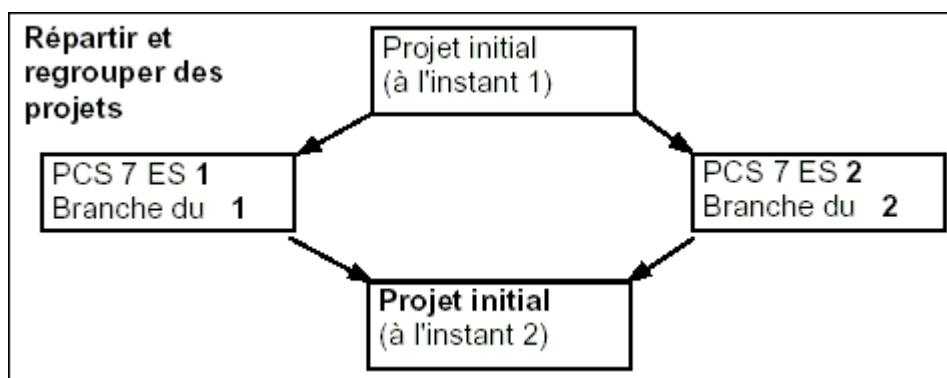 Répartir et
regrouper des
projets
Projet initial
(à l'instant 1)
PCS 7 ES 1
Branche du 1
PCS 7 ES 2
Branche du 2
Projet initial
(à l'instant 2)